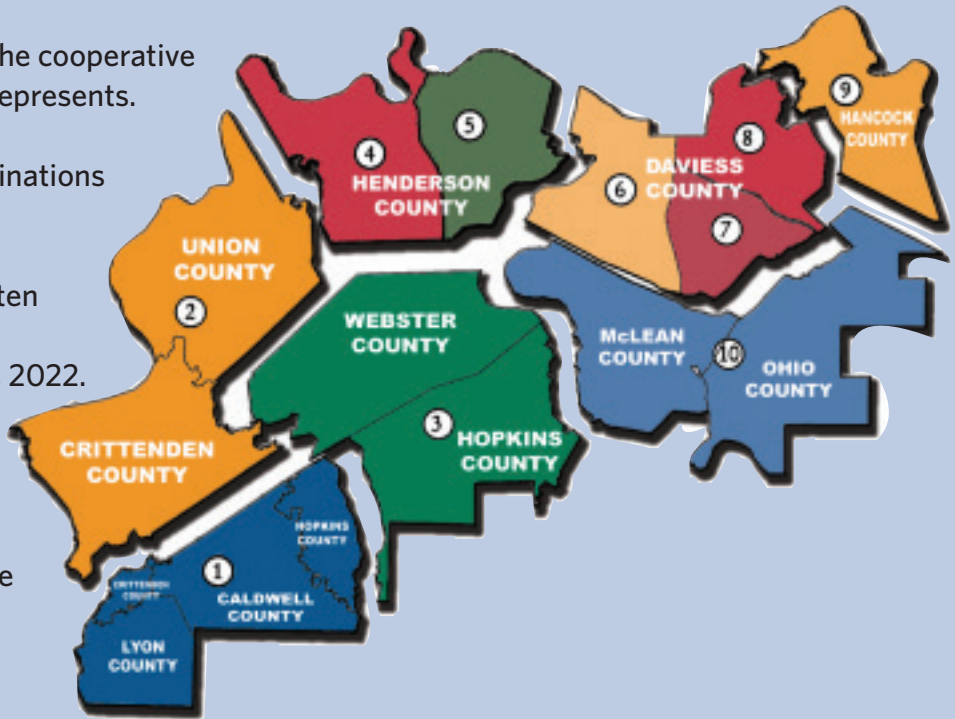 he cooperative
epresents.
inations
ten
2022.
e
4
5
HENDERSON
COUNTY
9
HANCOCK
COUNTY
8
DAVIESS
COUNTY
6
7
UNION
COUNTY
2
WEBSTER
COUNTY
McLEAN
COUNTY
10
OHIO
COUNTY
CRITTENDEN
COUNTY
3
HOPKINS
COUNTY
HOPKINS
COUNTY
1
CRITTENDEN
COUNTY
CALDWELL
COUNTY
LYON
COUNTY